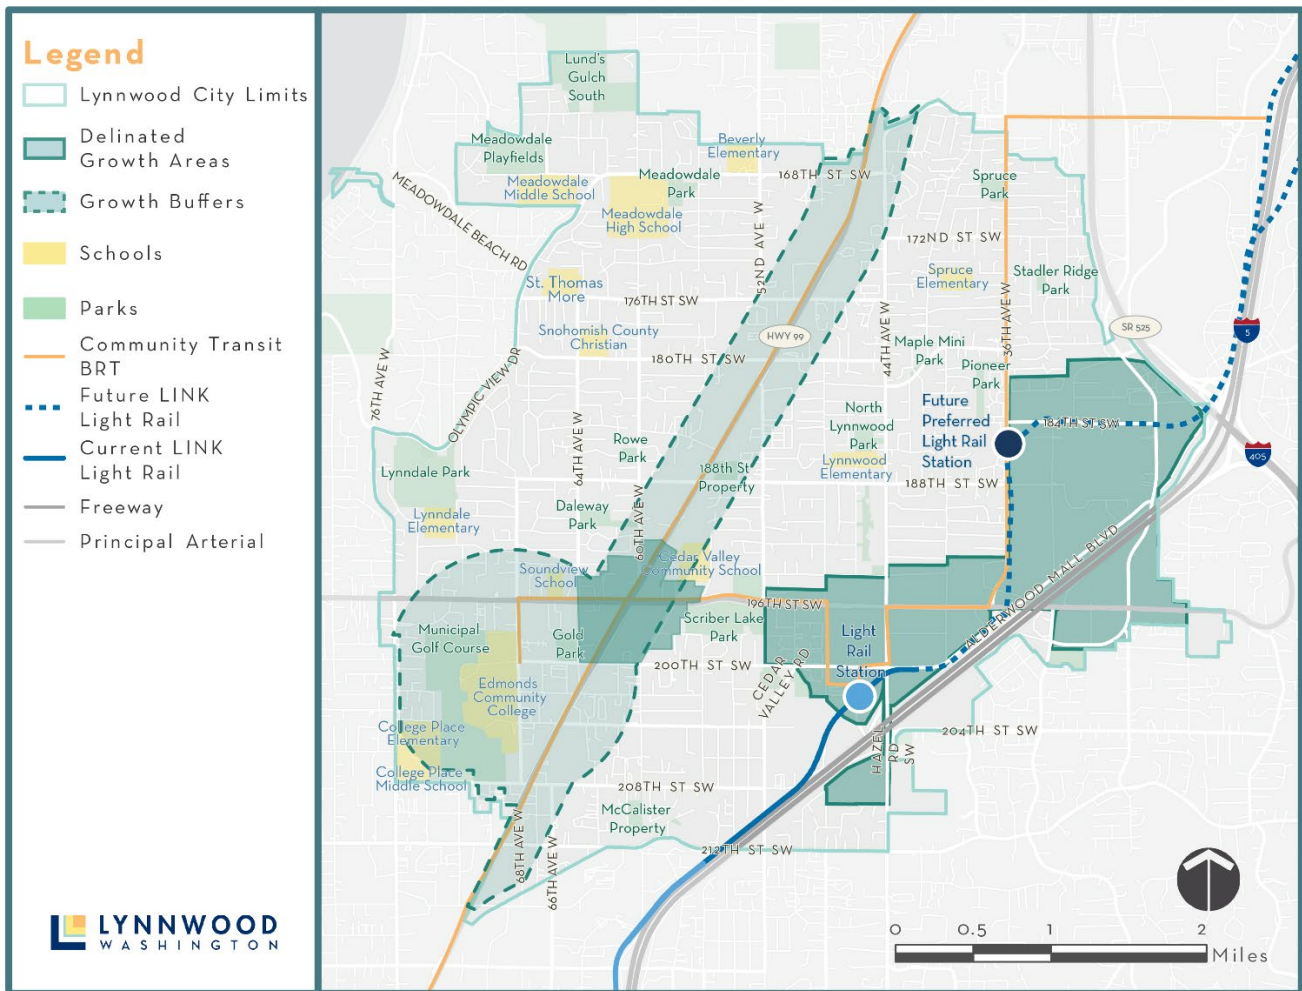 Legend
Lynnwood City Limits
Delinated
Growth Areas
Growth Buffers
Schools
Parks
Community Transit
BRT
Future LINK
Light Rail
Current LINK
Light Rail
Freeway
Principal Arterial
LYNNWOOD
WASHINGTON
Lund's
Gulch
South
Meadowdale
Playfields
Beverly
Elementary
Meadowdale
Middle School
Meadowdale
Park
168TH ST SW
Spruce
Park
MEADOWDALE BEACH RD
Meadowdale
High School
52ND AVE W
172ND ST SW
St. Thomas
More
176TH ST SW
Spruce
Elementary
Stadler Ridge
Park
Snohomish County
Christian
HWY 99
44TH AVE W
36TH AVE W
SR 525
5
180TH ST SW
Maple Mini
Park
Pioneer
Park
76TH AVE W
OLYMPIC VIEW DR
64TH AVE W
Rowe
Park
North
Lynnwood
Park
Future
Preferred
Light Rail
Station
184TH ST SW
405
Lynndale Park
188th St
Property
Lynnwood
Elementary
188TH ST SW
Lynndale
Elementary
Daleway
Park
60TH AVE W
Soundview
School
Cedar Valley
Community School
ALDERWOOD MALL BLVD
196TH ST SW
Municipal
Golf Course
Gold
Park
Scriber Lake
Park
Light
Rail
Station
200TH ST SW
CEDAR
VALLEY RD
Edmonds
Community
College
College Place
Elementary
College Place
Middle School
HAZEL
RD
SW
204TH ST SW
208TH ST SW
McCalister
Property
68TH AVE W
66TH AVE W
212TH ST SW
0 0.5 1 2
Miles